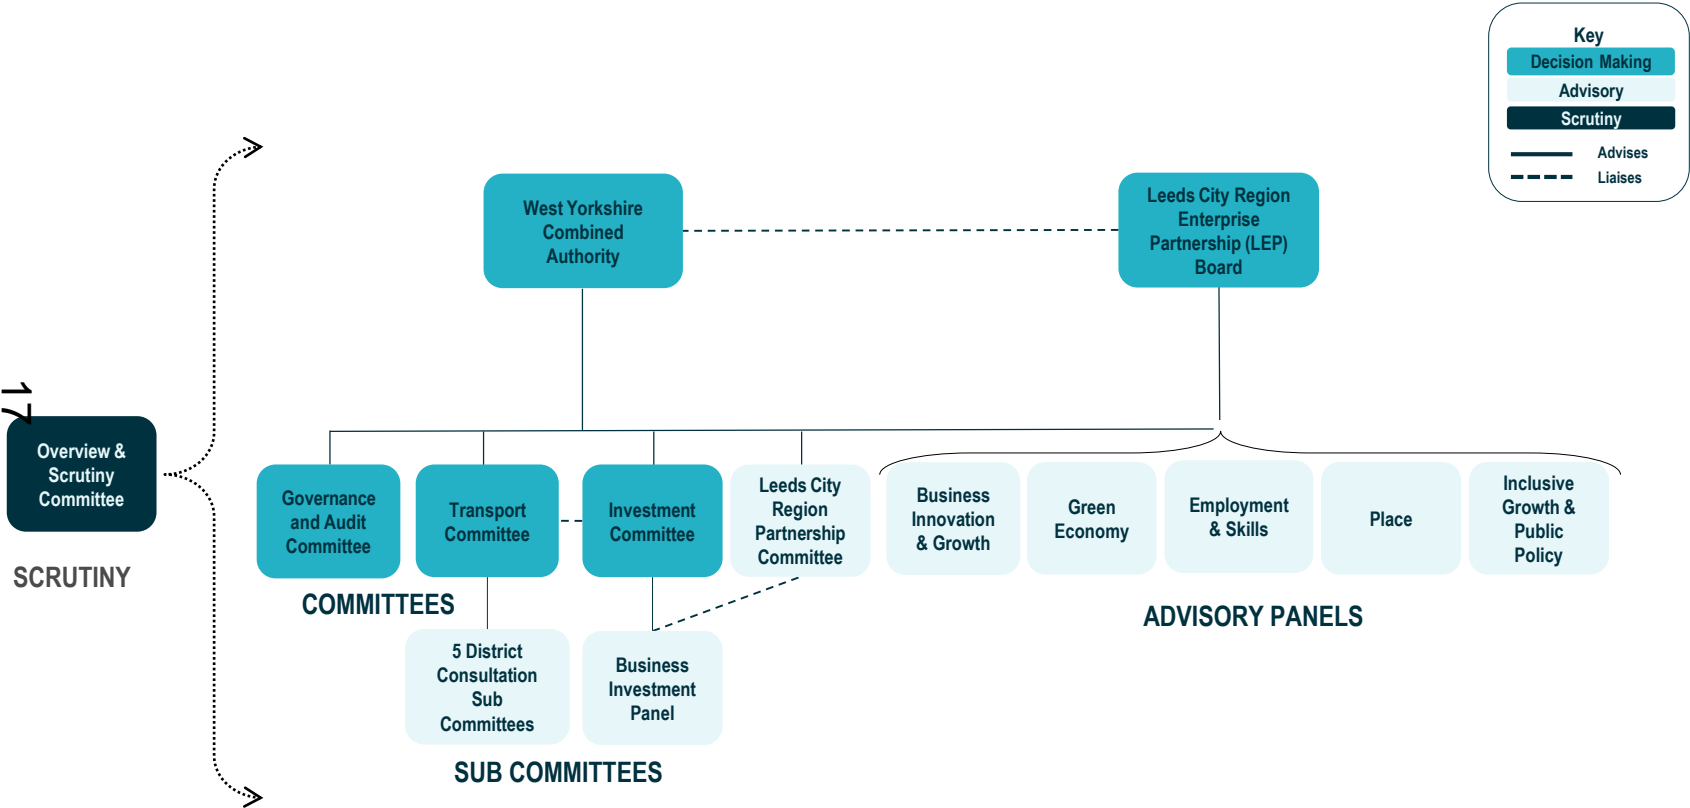 Key
Decision Making
Advisory
Scrutiny
Advises
Liaises
West Yorkshire
Combined
Authority
Leeds City Region
Enterprise
Partnership (LEP)
Board
17
Overview &
Scrutiny
Committee
SCRUTINY
Governance
and Audit
Committee
Transport
Committee
Investment
Committee
Leeds City
Region
Partnership
Committee
Business
Innovation
& Growth
Green
Economy
Employment
& Skills
Place
Inclusive
Growth &
Public
Policy
COMMITTEES
ADVISORY PANELS
5 District
Consultation
Sub
Committees
Business
Investment
Panel
SUB COMMITTEES